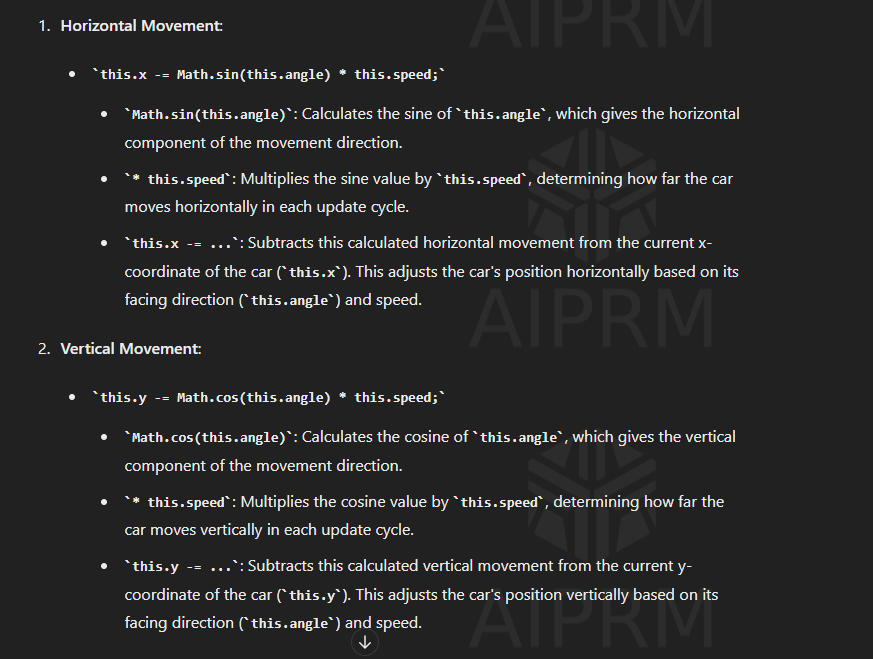 AIPRM
1. Horizontal Movement:
• `this.x -= Math.sin(this.angle) * this.speed;`
• `Math.sin(this.angle)`: Calculates the sine of `this.angle`, which gives the horizontal
component of the movement direction.
• `* this.speed`: Multiplies the sine value by `this.speed`, determining how far the car
moves horizontally in each update cycle.
• `this.x -= ...`: Subtracts this calculated horizontal movement from the current x-
coordinate of the car (`this.x`). This adjusts the car's position horizontally based on its
facing direction (`this.angle`) and speed.
AIPRM
2. Vertical Movement:
• `this.y -= Math.cos(this.angle) * this.speed;`
• `Math.cos(this.angle)`: Calculates the cosine of `this.angle`, which gives the vertical
component of the movement direction.
• `* this.speed`: Multiplies the cosine value by `this.speed`, determining how far the
car moves vertically in each update cycle.
• `this.y -= ...`: Subtracts this calculated vertical movement from the current y-
coordinate of the car (`this.y`). This adjusts the car's position vertically based on its
facing direction (`this.angle`) and speed.
AIPRM